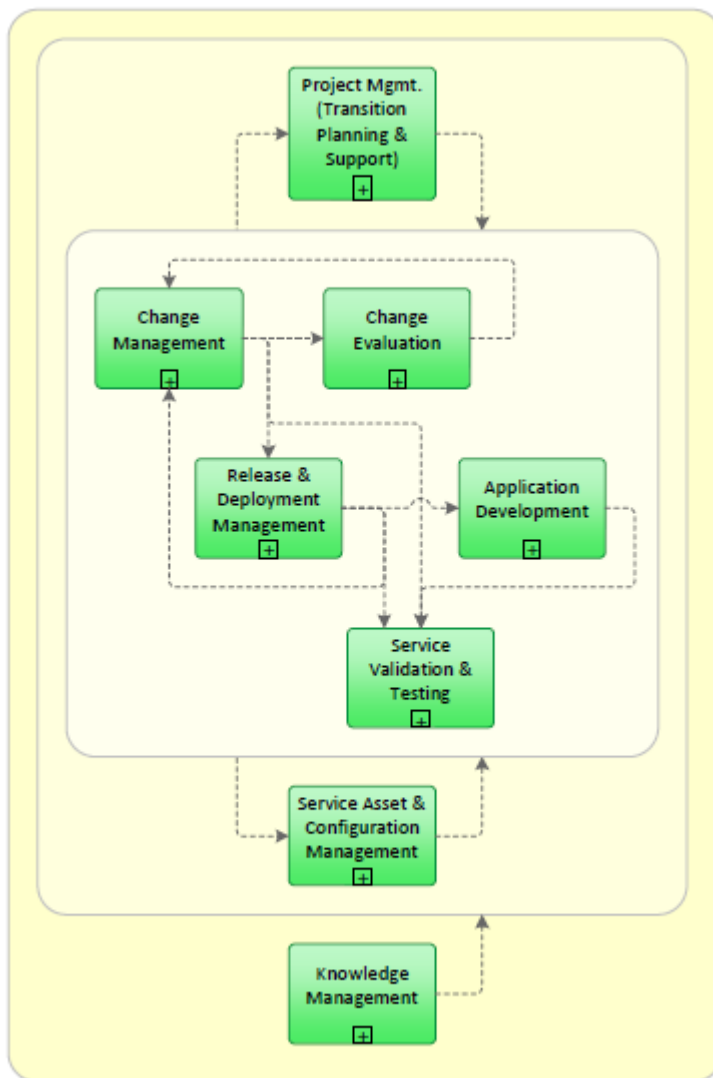 Project Mgmt.
(Transition
Planning &
Support)
Change
Management
Change
Evaluation
Release &
Deployment
Management
Application
Development
Service
Validation &
Testing
Service Asset &
Configuration
Management
Knowledge
Management